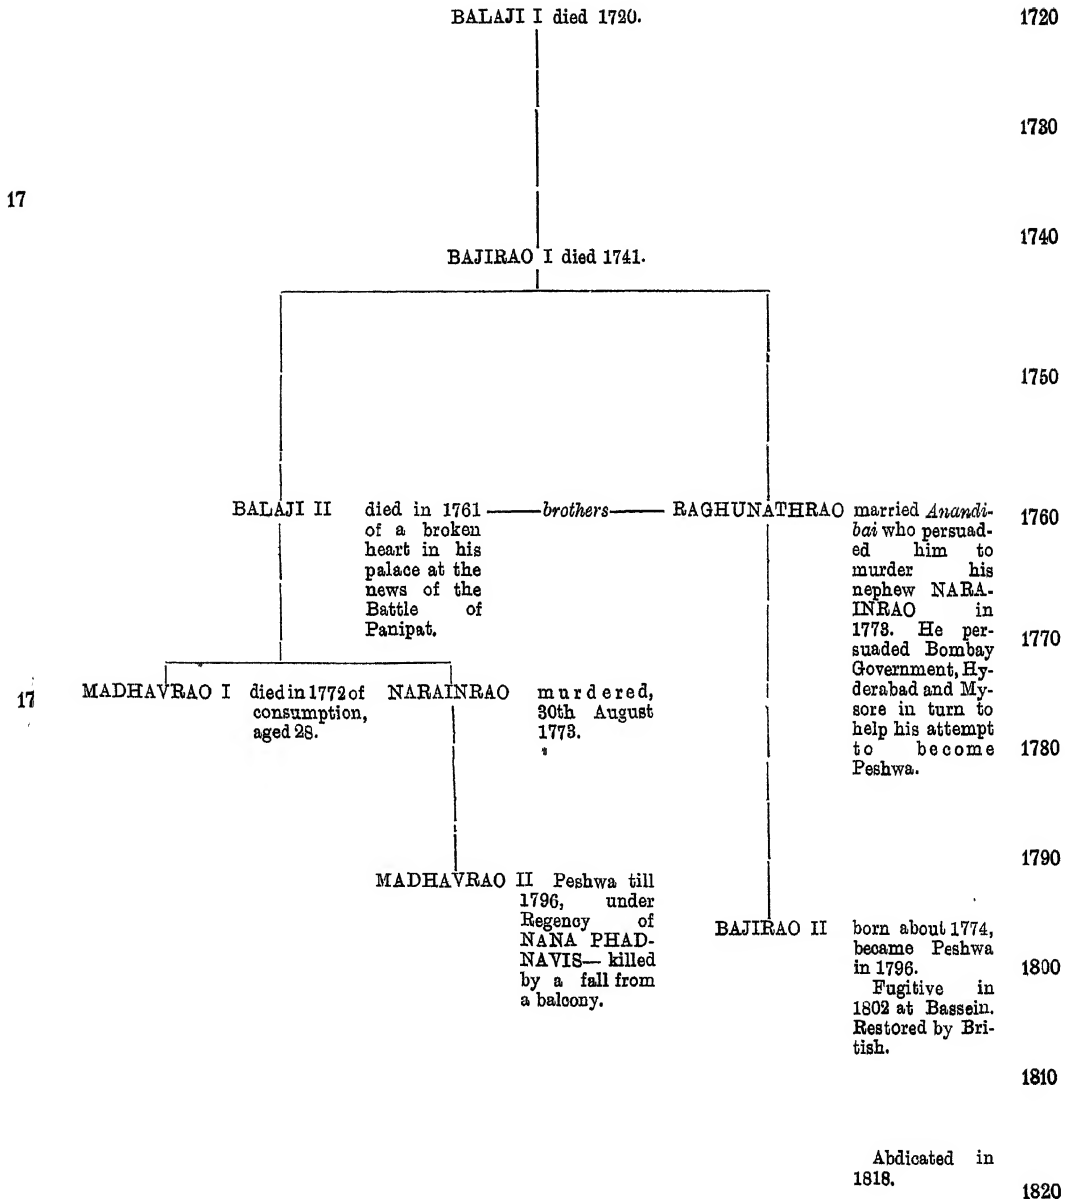 BALAJI I died 1720.
1720
1730
17
1740
BAJIRAO I died 1741.
1750
BALAJI II
died in 1761
of a broken
heart in his
palace at the
news of the
Battle of
Panipat.
brothers
RAGHUNATHRAO
married Anandi-
bai who persuad-
ed him to
murder his
nephew NARA-
INRAO in
1773. He per-
suaded Bombay
Government, Hy-
derabad and My-
sore in turn to
help his attempt
to become
Peshwa.
1760
1770
17
MADHAVRAO I
died in 1772 of
consumption,
aged 28.
NARAINRAO
murdered,
30th August
1773.
1780
1790
MADHAVRAO II Peshwa till
1796, under
Regency of
NANA PHAD-
NAVIS— killed
by a fall from
a balcony.
BAJIRAO II
born about 1774,
became Peshwa
in 1796.
Fugitive in
1802 at Bassein.
Restored by Bri-
tish.
1800
1810
Abdicated in
1818.
1820